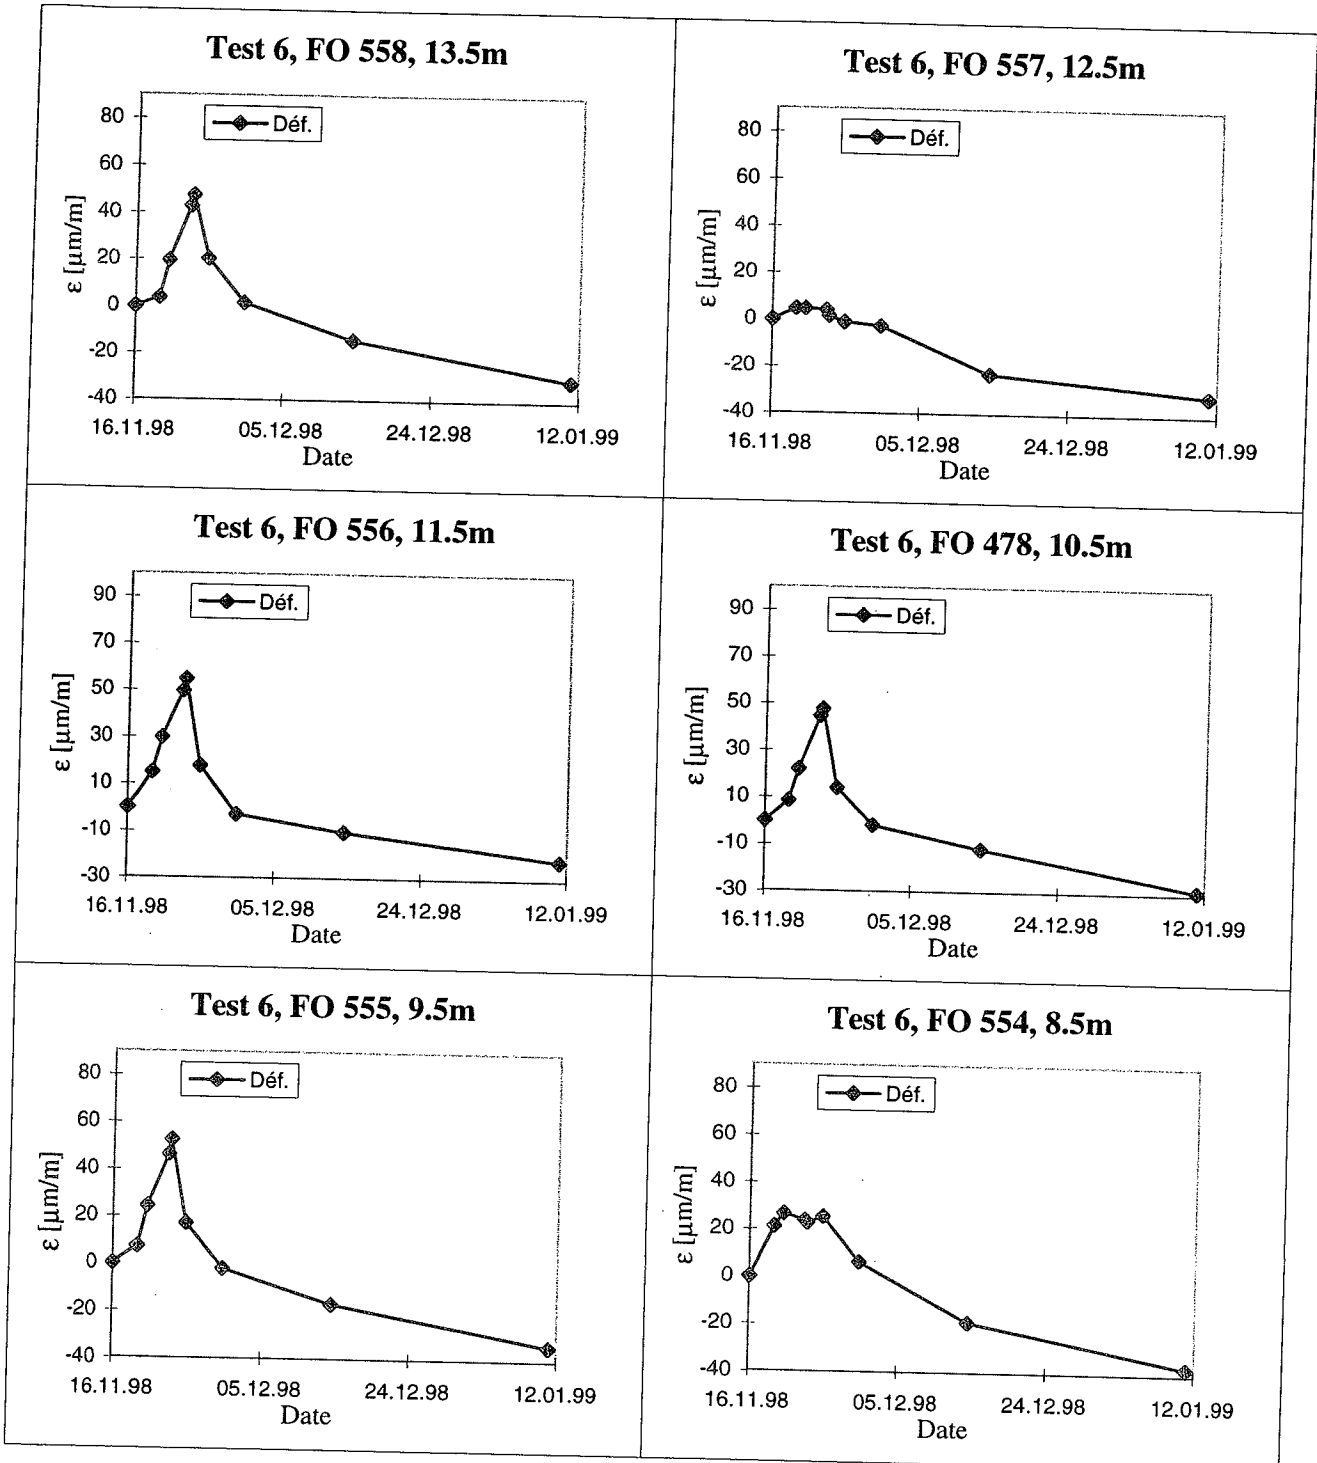 Test 6, FO 558, 13.5m
Déf.
ε [µm/m]
80
60
40
20
0
-20
-40
16.11.98 05.12.98 24.12.98 12.01.99
Date
Test 6, FO 557, 12.5m
Déf.
ε [µm/m]
80
60
40
20
0
-20
-40
16.11.98 05.12.98 24.12.98 12.01.99
Date
Test 6, FO 556, 11.5m
Déf.
ε [µm/m]
90
70
50
30
10
-10
-30
16.11.98 05.12.98 24.12.98 12.01.99
Date
Test 6, FO 478, 10.5m
Déf.
ε [µm/m]
90
70
50
30
10
-10
-30
16.11.98 05.12.98 24.12.98 12.01.99
Date
Test 6, FO 555, 9.5m
Déf.
ε [µm/m]
80
60
40
20
0
-20
-40
16.11.98 05.12.98 24.12.98 12.01.99
Date
Test 6, FO 554, 8.5m
Déf.
ε [µm/m]
80
60
40
20
0
-20
-40
16.11.98 05.12.98 24.12.98 12.01.99
Date